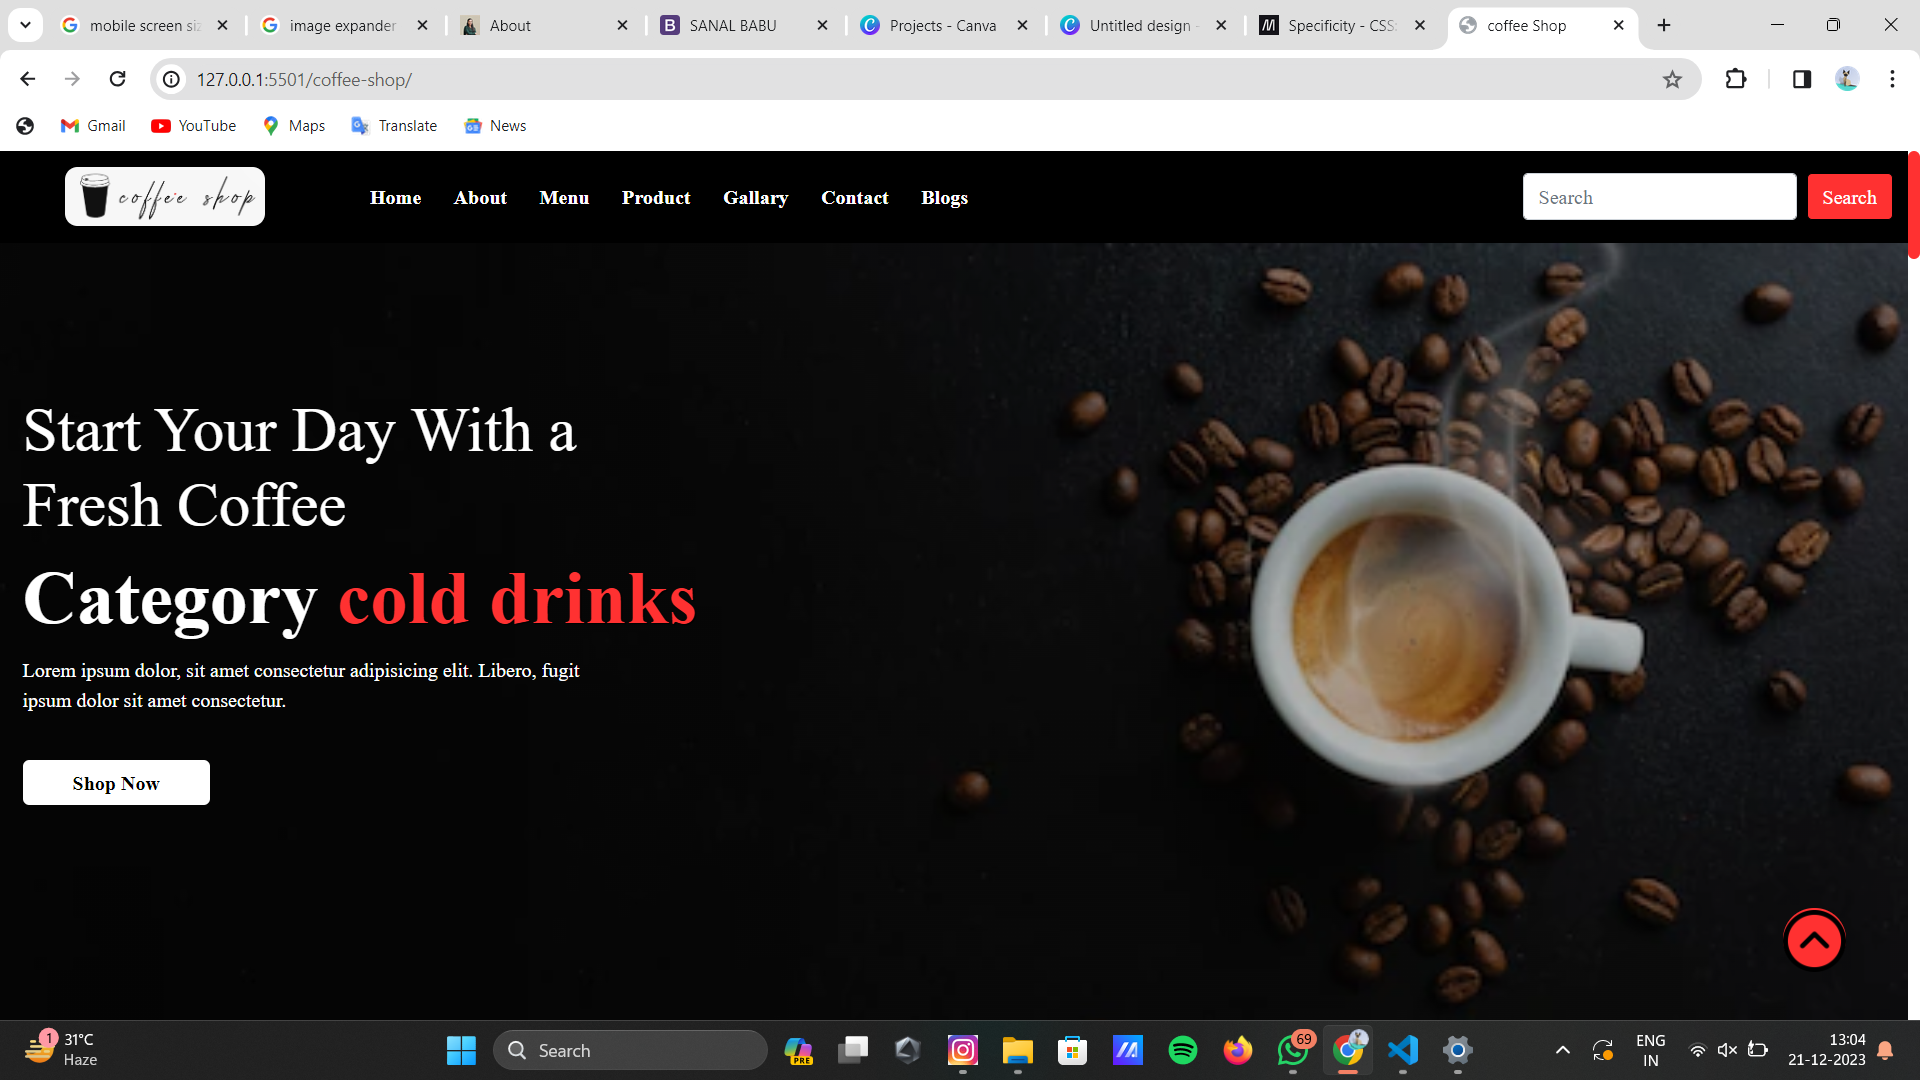 mobile screen siz
image expander
About
SANAL BABU
Projects - Canva
Untitled design -
Specificity - CSS:
coffee Shop
127.0.0.1:5501/coffee-shop/
Gmail
YouTube
Maps
Translate
News
coffee shop
Home
About
Menu
Product
Gallary
Contact
Blogs
Search
Search
Start Your Day With a
Fresh Coffee
Category cold drinks
Lorem ipsum dolor, sit amet consectetur adipisicing elit. Libero, fugit
ipsum dolor sit amet consectetur.
Shop Now
1
31°C
Haze
Search
PRE
69
ENG
IN
13:04
21-12-2023